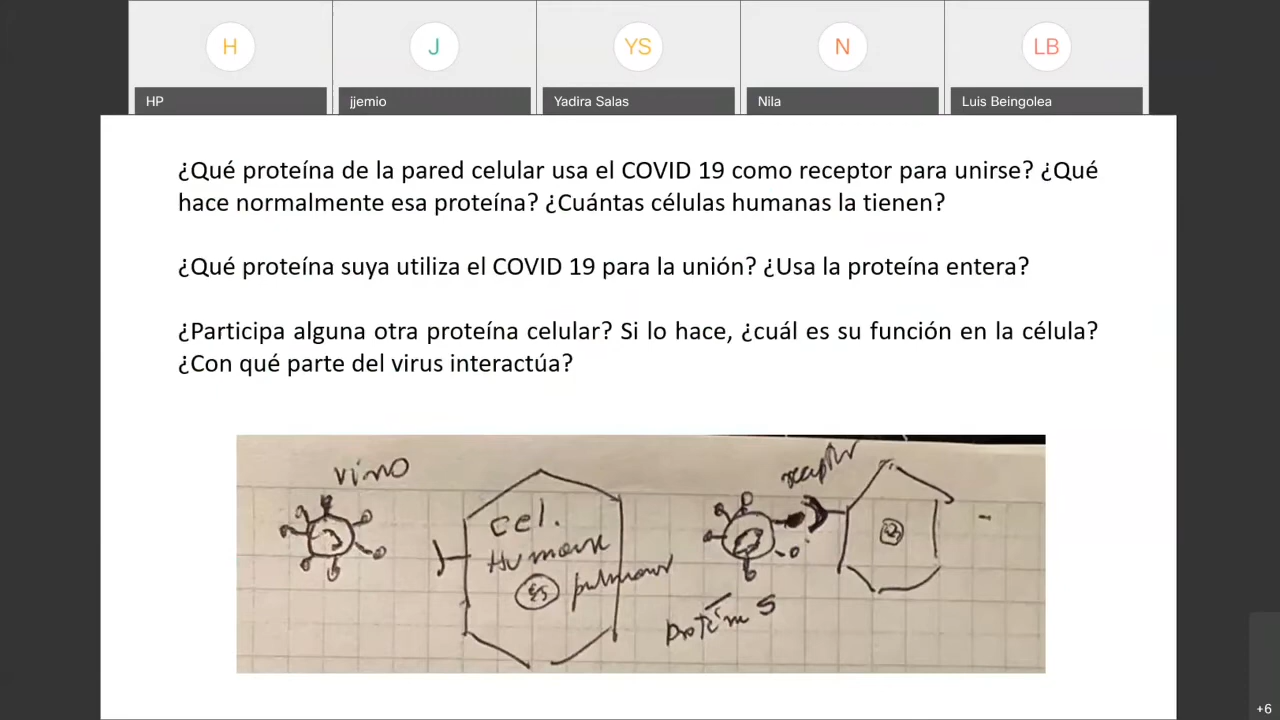 H J YS N LB
HP jjemio Yadira Salas Nila Luis Beingolea
¿Qué proteína de la pared celular usa el COVID 19 como receptor para unirse? ¿Qué
hace normalmente esa proteína? ¿Cuántas células humanas la tienen?
¿Qué proteína suya utiliza el COVID 19 para la unión? ¿Usa la proteína entera?
¿Participa alguna otra proteína celular? Si lo hace, ¿cuál es su función en la célula?
¿Con qué parte del virus interactúa?
receptor
cel.
Humana
Proteína S
+6